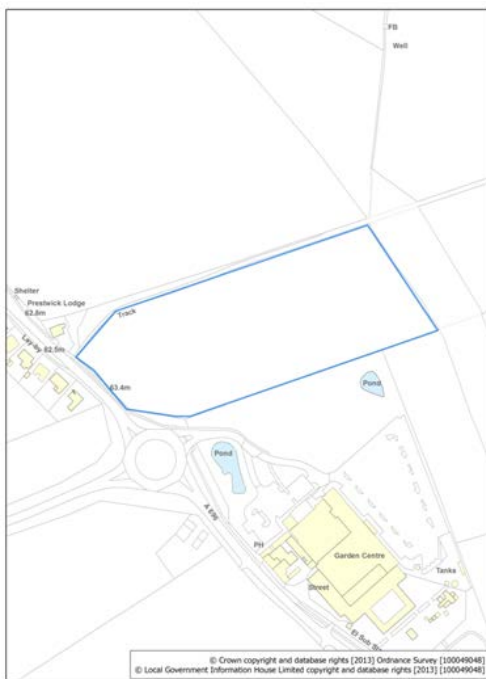 FB
Well
Shelter
Prestwick Lodge
62.8m
Track
Lay-by
62.5m
63.4m
Pond
Pond
A 696
PH
Garden Centre
Street
Tanks
El Sub Sta
© Crown copyright and database rights [2013] Ordnance Survey [100049048]
© Local Government Information House Limited copyright and database rights [2013] [100049048]